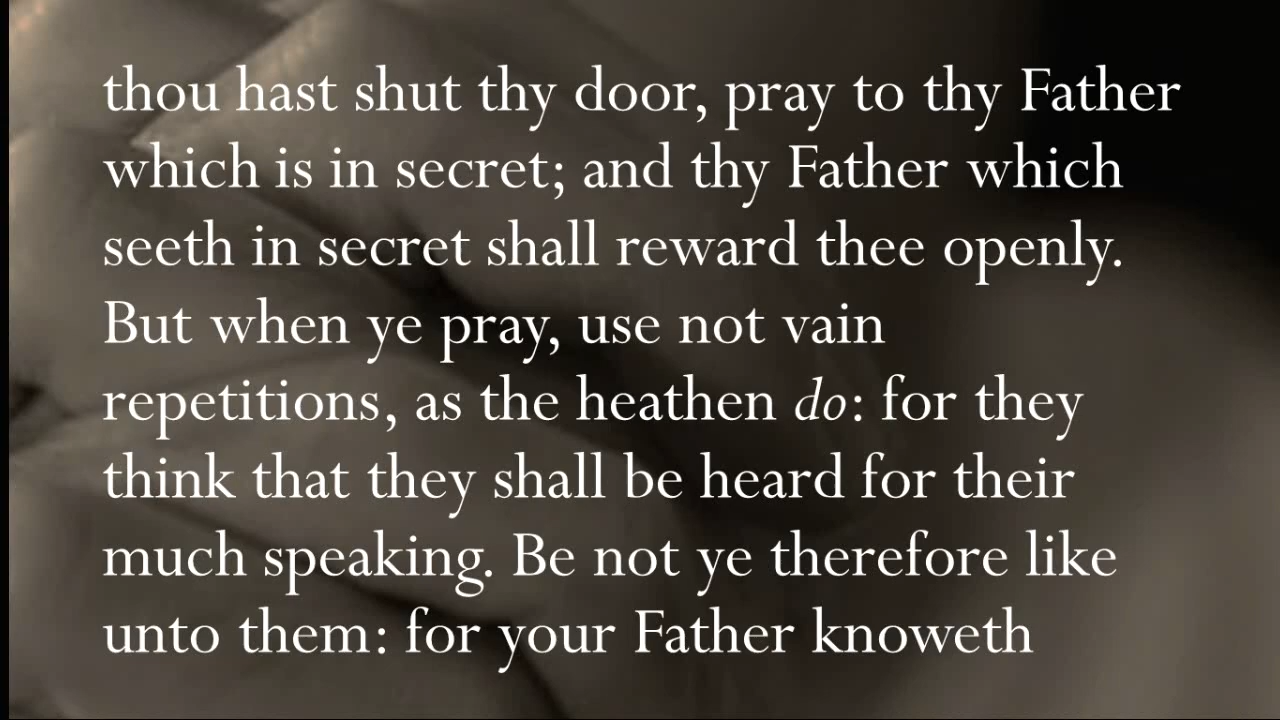 thou hast shut thy door, pray to thy Father
which is in secret; and thy Father which
seeth in secret shall reward thee openly.
But when ye pray, use not vain
repetitions, as the heathen do: for they
think that they shall be heard for their
much speaking. Be not ye therefore like
unto them: for your Father knoweth